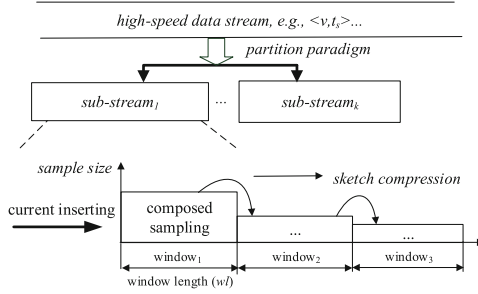 high-speed data stream, e.g., <v,ts>...
partition paradigm
sub-stream1 ... sub-streamk
sample size
sketch compression
current inserting
composed
sampling
... ...
window1 window2 window3
window length (wl)